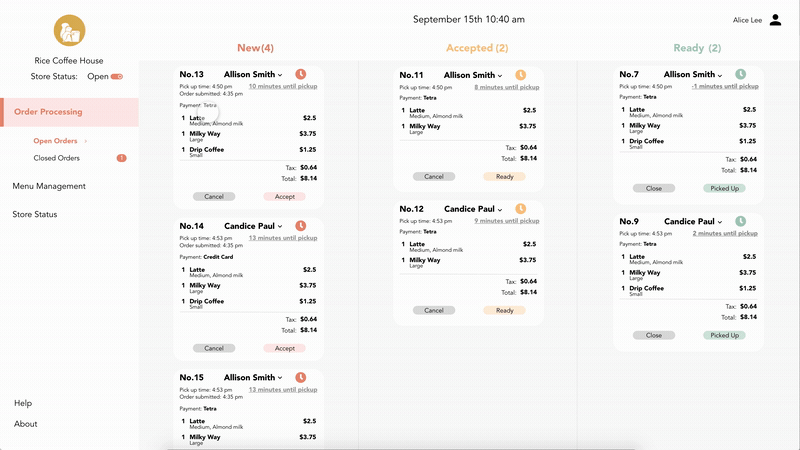 September 15th 10:40 am
Alice Lee
Rice Coffee House
Store Status: Open
Order Processing
Open Orders ›
Closed Orders 1
Menu Management
Store Status
Help
About
New(4)
No.13 Allison Smith
Pick up time: 4:50 pm 10 minutes until pickup
Order submitted: 4:35 pm
Payment: Tetra
1 Latte $2.5
Medium, Almond milk
1 Milky Way $3.75
Large
1 Drip Coffee $1.25
Small
Tax: $0.64
Total: $8.14
Cancel Accept
No.14 Candice Paul
Pick up time: 4:53 pm 13 minutes until pickup
Order submitted: 4:35 pm
Payment: Credit Card
1 Latte $2.5
Medium, Almond milk
1 Milky Way $3.75
Large
1 Drip Coffee $1.25
Small
Tax: $0.64
Total: $8.14
Cancel Accept
No.15 Allison Smith
Pick up time: 4:53 pm 13 minutes until pickup
Order submitted: 4:35 pm
Payment: Tetra
1 Latte $2.5
Medium, Almond milk
1 Milky Way $3.75
Large
Accepted (2)
No.11 Allison Smith
Pick up time: 4:50 pm 8 minutes until pickup
Payment: Tetra
1 Latte $2.5
Medium, Almond milk
1 Milky Way $3.75
Large
Tax: $0.64
Total: $8.14
Cancel Ready
No.12 Candice Paul
Pick up time: 4:53 pm 9 minutes until pickup
Payment: Tetra
1 Latte $2.5
Medium, Almond milk
1 Milky Way $3.75
Large
Tax: $0.64
Total: $8.14
Cancel Ready
Ready (2)
No.7 Allison Smith
Pick up time: 4:50 pm -1 minutes until pickup
Payment: Tetra
1 Latte $2.5
Medium, Almond milk
1 Milky Way $3.75
Large
1 Drip Coffee $1.25
Small
Tax: $0.64
Total: $8.14
Close Picked Up
No.9 Candice Paul
Pick up time: 4:53 pm 2 minutes until pickup
Payment: Tetra
1 Latte $2.5
Medium, Almond milk
1 Milky Way $3.75
Large
1 Drip Coffee $1.25
Small
Tax: $0.64
Total: $8.14
Close Picked Up